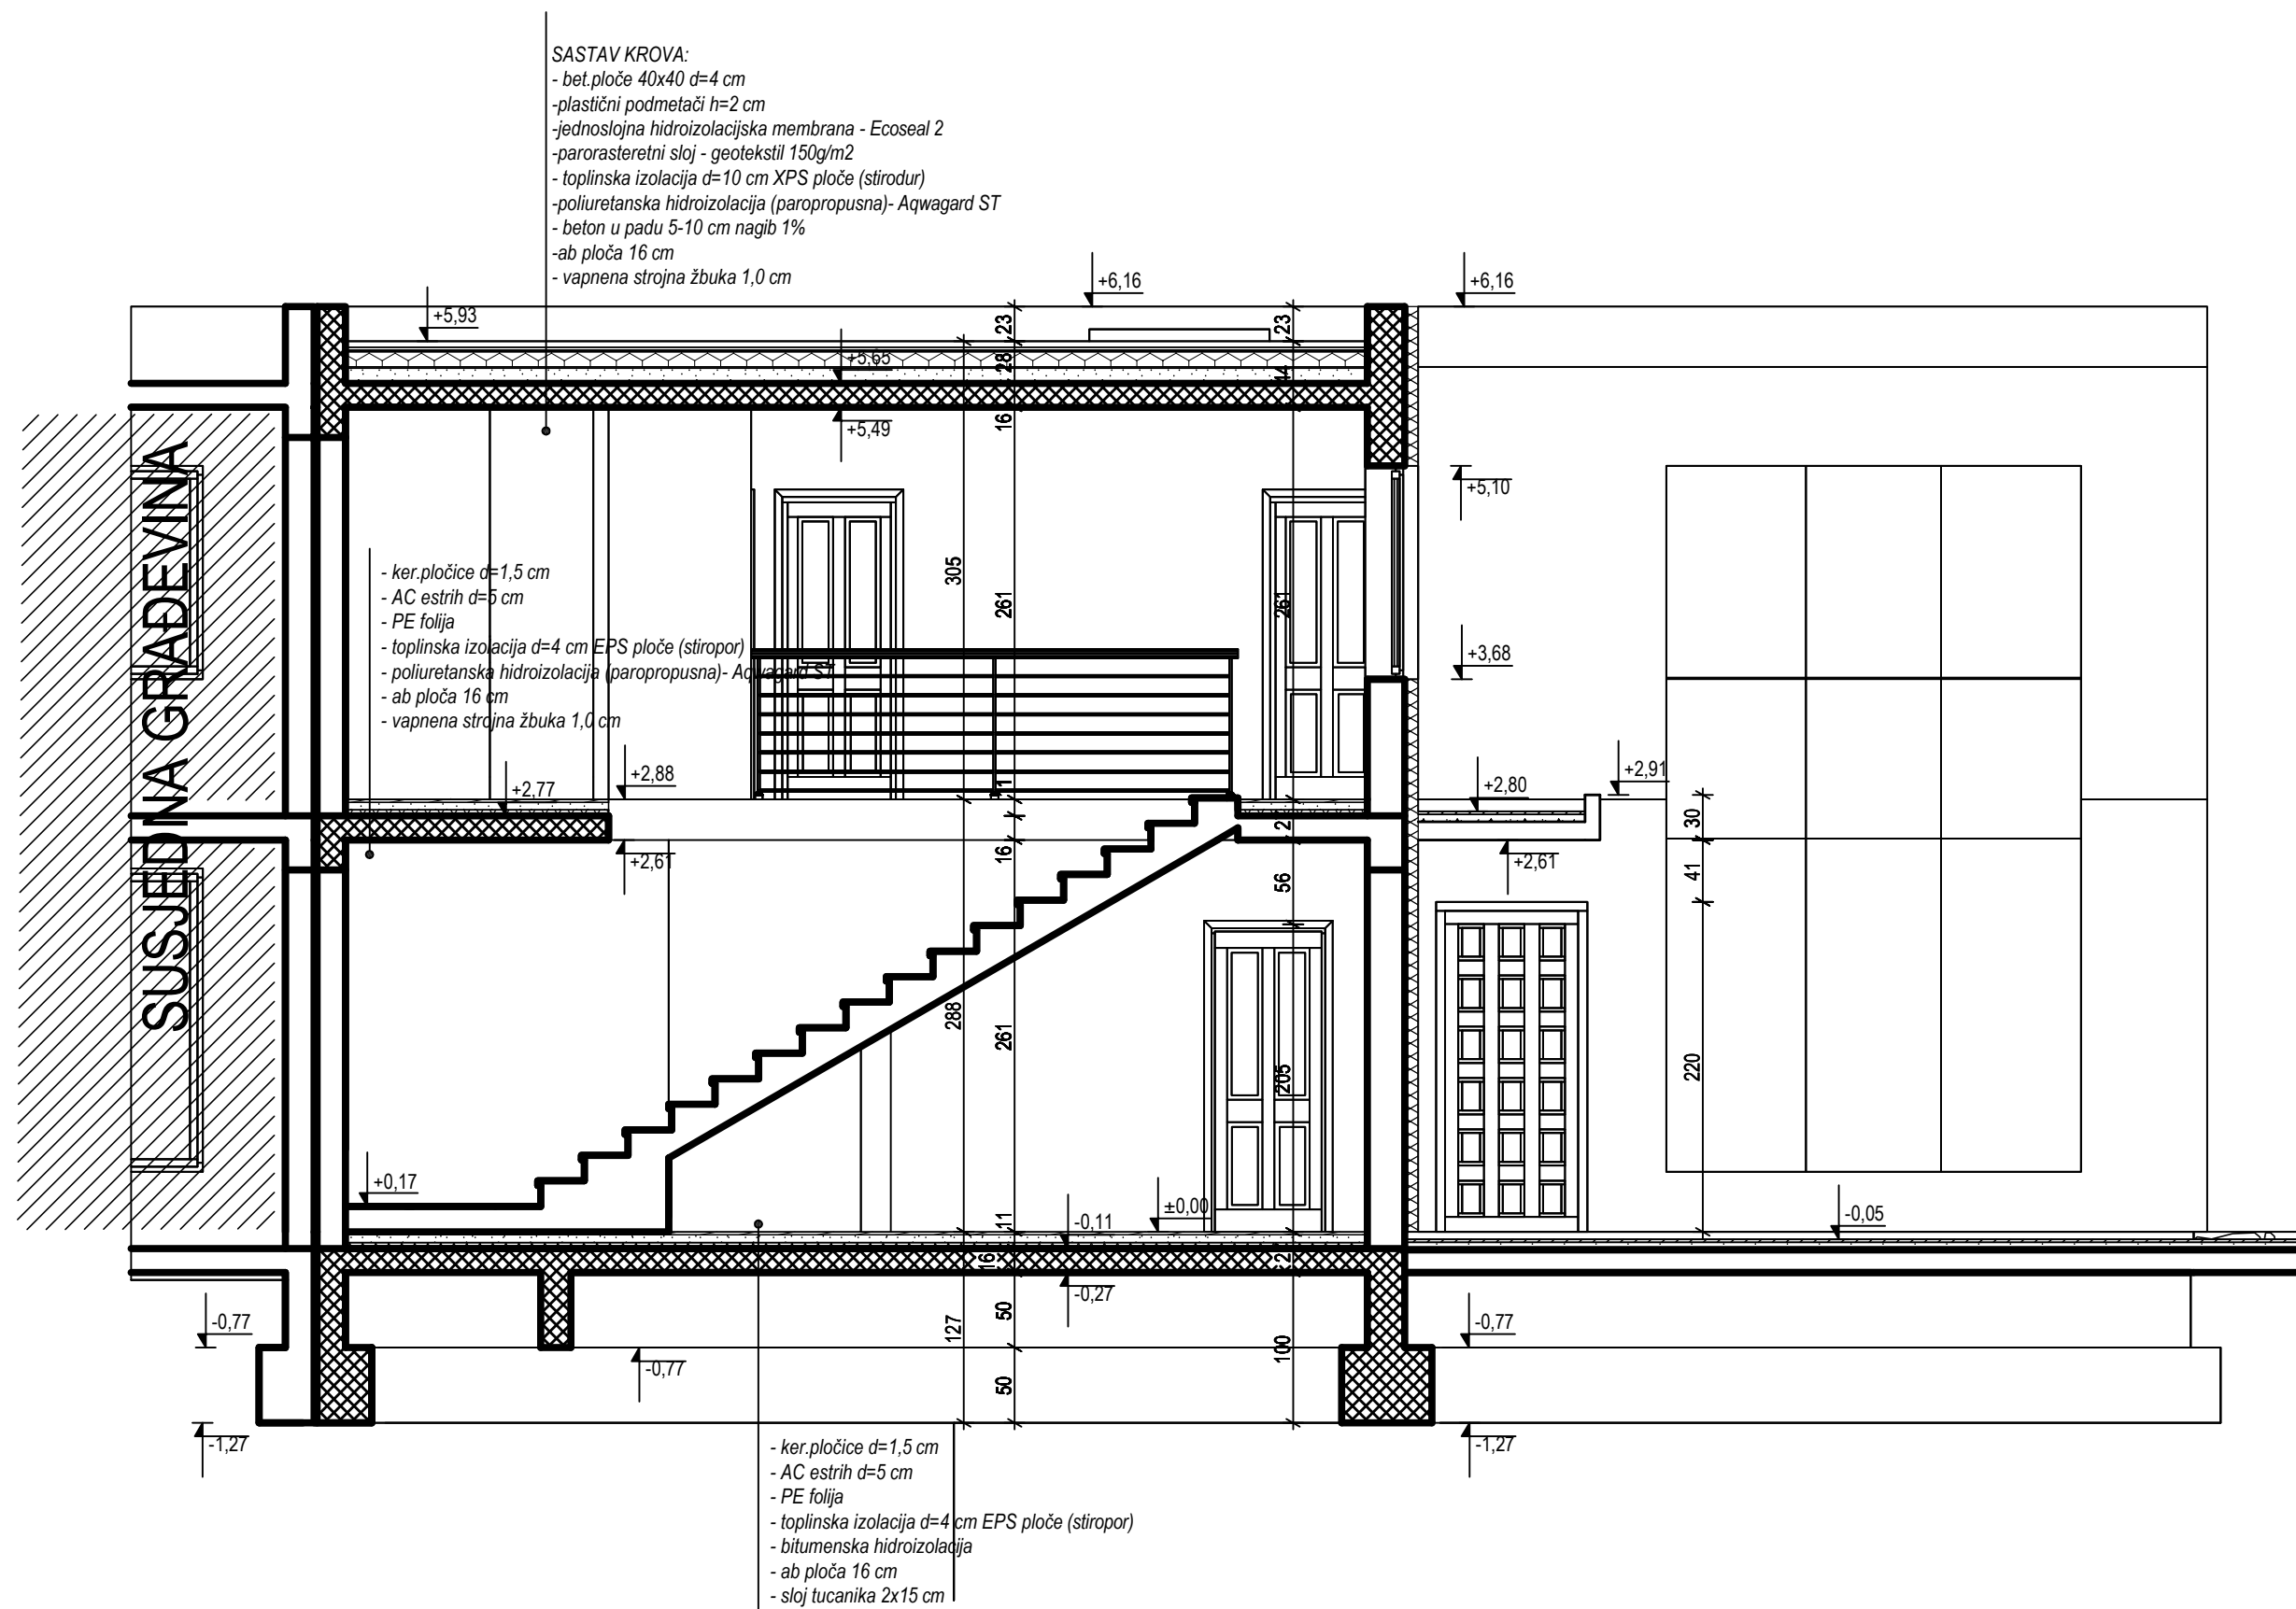 SASTAV KROVA:
- bet.ploče 40x40 d=4 cm
-plastični podmetači h=2 cm
-jednoslojna hidroizolacijska membrana - Ecoseal 2
-parorasteretni sloj - geotekstil 150g/m2
- toplinska izolacija d=10 cm XPS ploče (stirodur)
-poliuretanska hidroizolacija (paropropusna)- Aqwagard ST
- beton u padu 5-10 cm nagib 1%
-ab ploča 16 cm
- vapnena strojna žbuka 1,0 cm
+6,16
+6,16
+5,93
23
23
+5,65
28
44
16
+5,49
+5,10
SUSJEDNA GRAĐEVINA
- ker.pločice d=1,5 cm
- AC estrih d=5 cm
- PE folija
- toplinska izolacija d=4 cm EPS ploče (stiropor)
- poliuretanska hidroizolacija (paropropusna)- Aqwagard ST
- ab ploča 16 cm
- vapnena strojna žbuka 1,0 cm
305
261
261
+3,68
+2,77
+2,88
11
27
+2,80
+2,91
30
+2,61
16
56
+2,61
41
288
261
205
220
+0,17
11
-0,11
±0,00
-0,05
16
-0,27
-0,77
127
50
100
-0,77
-0,77
50
-1,27
-1,27
- ker.pločice d=1,5 cm
- AC estrih d=5 cm
- PE folija
- toplinska izolacija d=4 cm EPS ploče (stiropor)
- bitumenska hidroizolacija
- ab ploča 16 cm
- sloj tucanika 2x15 cm